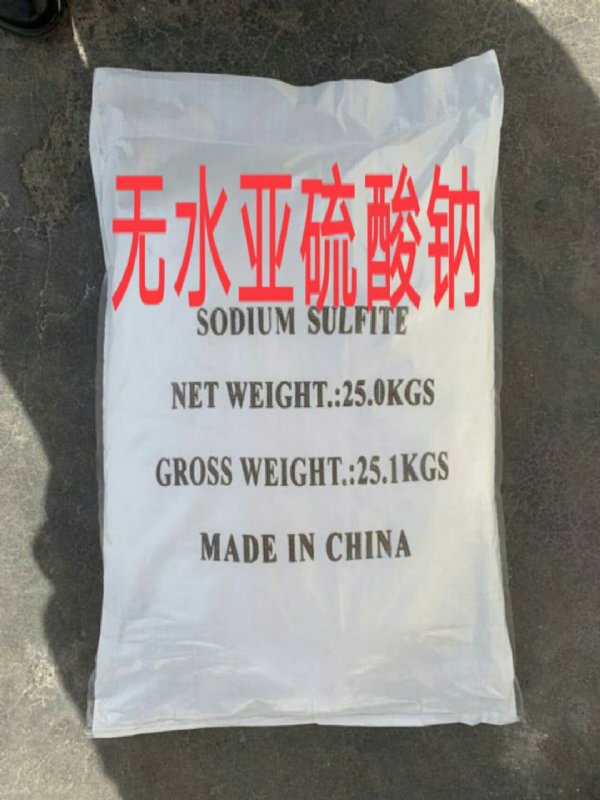 无水亚硫酸钠
SODIUM SULFITE
NET WEIGHT.:25.0KGS
GROSS WEIGHT.:25.1KGS
MADE IN CHINA